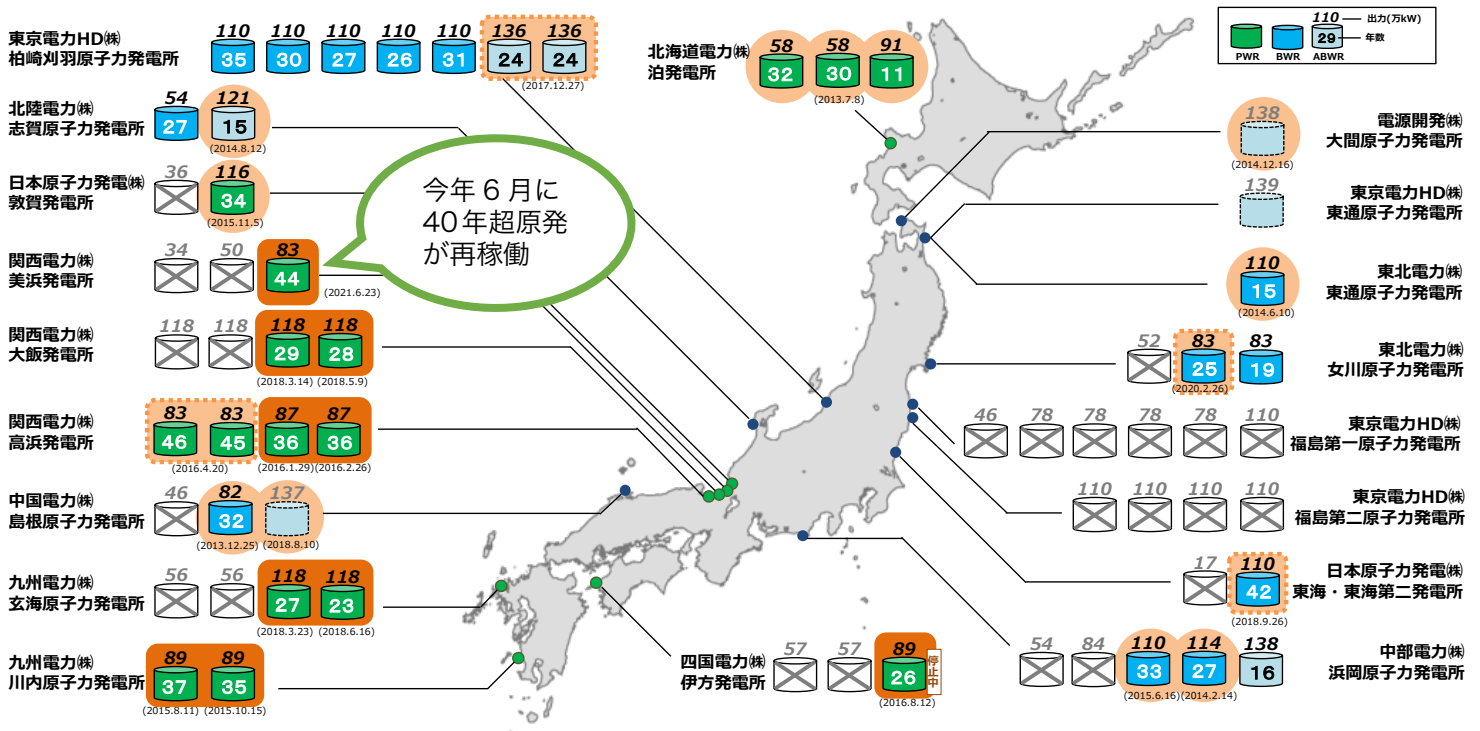 東京電力HD㈱
柏崎刈羽原子力発電所
110 110 110 110 110 136 136
35 30 27 26 31 24 24
(2017.12.27)
北陸電力㈱
志賀原子力発電所
54 121
27 15
(2014.8.12)
日本原子力発電㈱
敦賀発電所
36 116
34
(2015.11.5)
関西電力㈱
美浜発電所
34 50 83
44
(2021.6.23)
今年6月に
40年超原発
が再稼働
関西電力㈱
大飯発電所
118 118 118 118
29 28
(2018.3.14) (2018.5.9)
関西電力㈱
高浜発電所
83 83 87 87
46 45 36 36
(2016.4.20) (2016.1.29) (2016.2.26)
中国電力㈱
島根原子力発電所
46 82 137
32
(2013.12.25) (2018.8.10)
九州電力㈱
玄海原子力発電所
56 56 118 118
27 23
(2018.3.23) (2018.6.16)
九州電力㈱
川内原子力発電所
89 89
37 35
(2015.8.11) (2015.10.15)
北海道電力㈱
泊発電所
58 58 91
32 30 11
(2013.7.8)
110 出力(万kW)
29 年数
PWR BWR ABWR
電源開発㈱
大間原子力発電所
138
(2014.12.16)
東京電力HD㈱
東通原子力発電所
139
東北電力㈱
東通原子力発電所
110
15
(2014.6.10)
東北電力㈱
女川原子力発電所
52 83 83
25 19
(2020.2.26)
東京電力HD㈱
福島第一原子力発電所
46 78 78 78 78 110
東京電力HD㈱
福島第二原子力発電所
110 110 110 110
日本原子力発電㈱
東海・東海第二発電所
17 110
42
(2018.9.26)
中部電力㈱
浜岡原子力発電所
54 84 110 114 138
33 27 16
(2015.6.16) (2014.2.14)
四国電力㈱
伊方発電所
57 57 89
26
停止中
(2016.8.12)